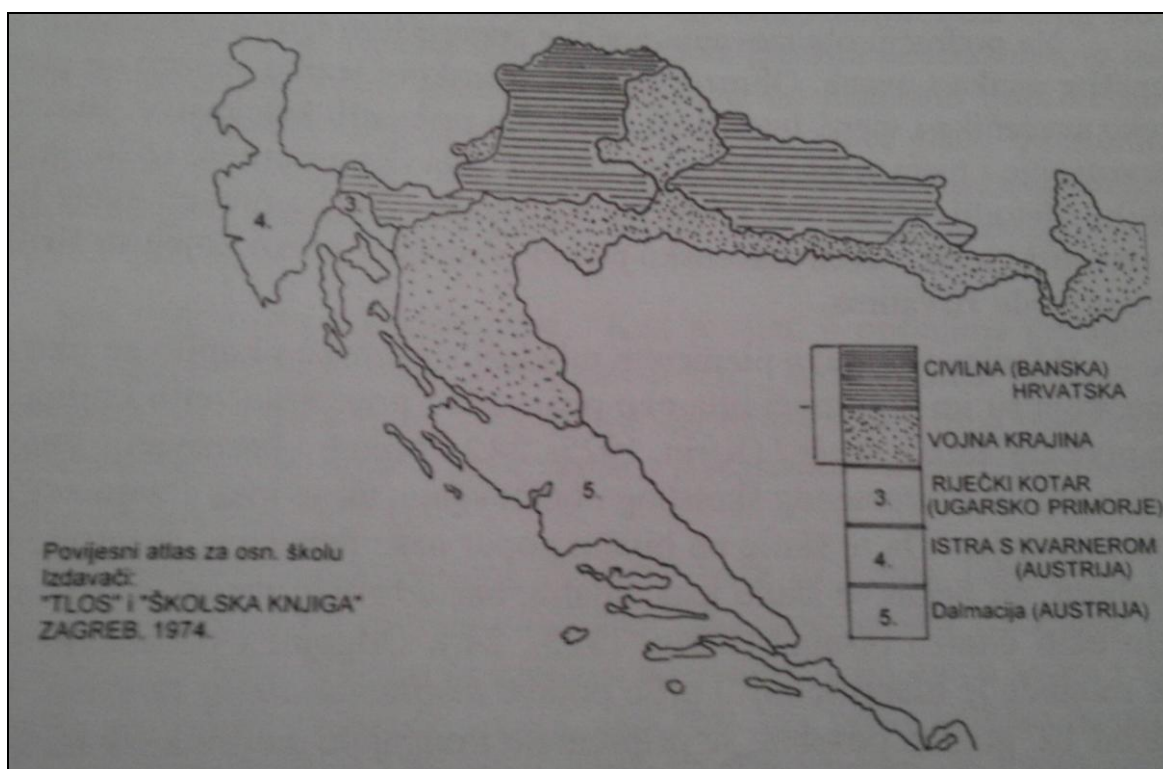 4.
3
5.
CIVILNA (BANSKA)
HRVATSKA
VOJNA KRAJINA
3.
RIJEČKI KOTAR
(UGARSKO PRIMORJE)
4.
ISTRA S KVARNEROM
(AUSTRIJA)
5.
Dalmacija (AUSTRIJA)
Povijesni atlas za osn. školu
Izdavači:
"TLOS" i "ŠKOLSKA KNJIGA"
ZAGREB, 1974.